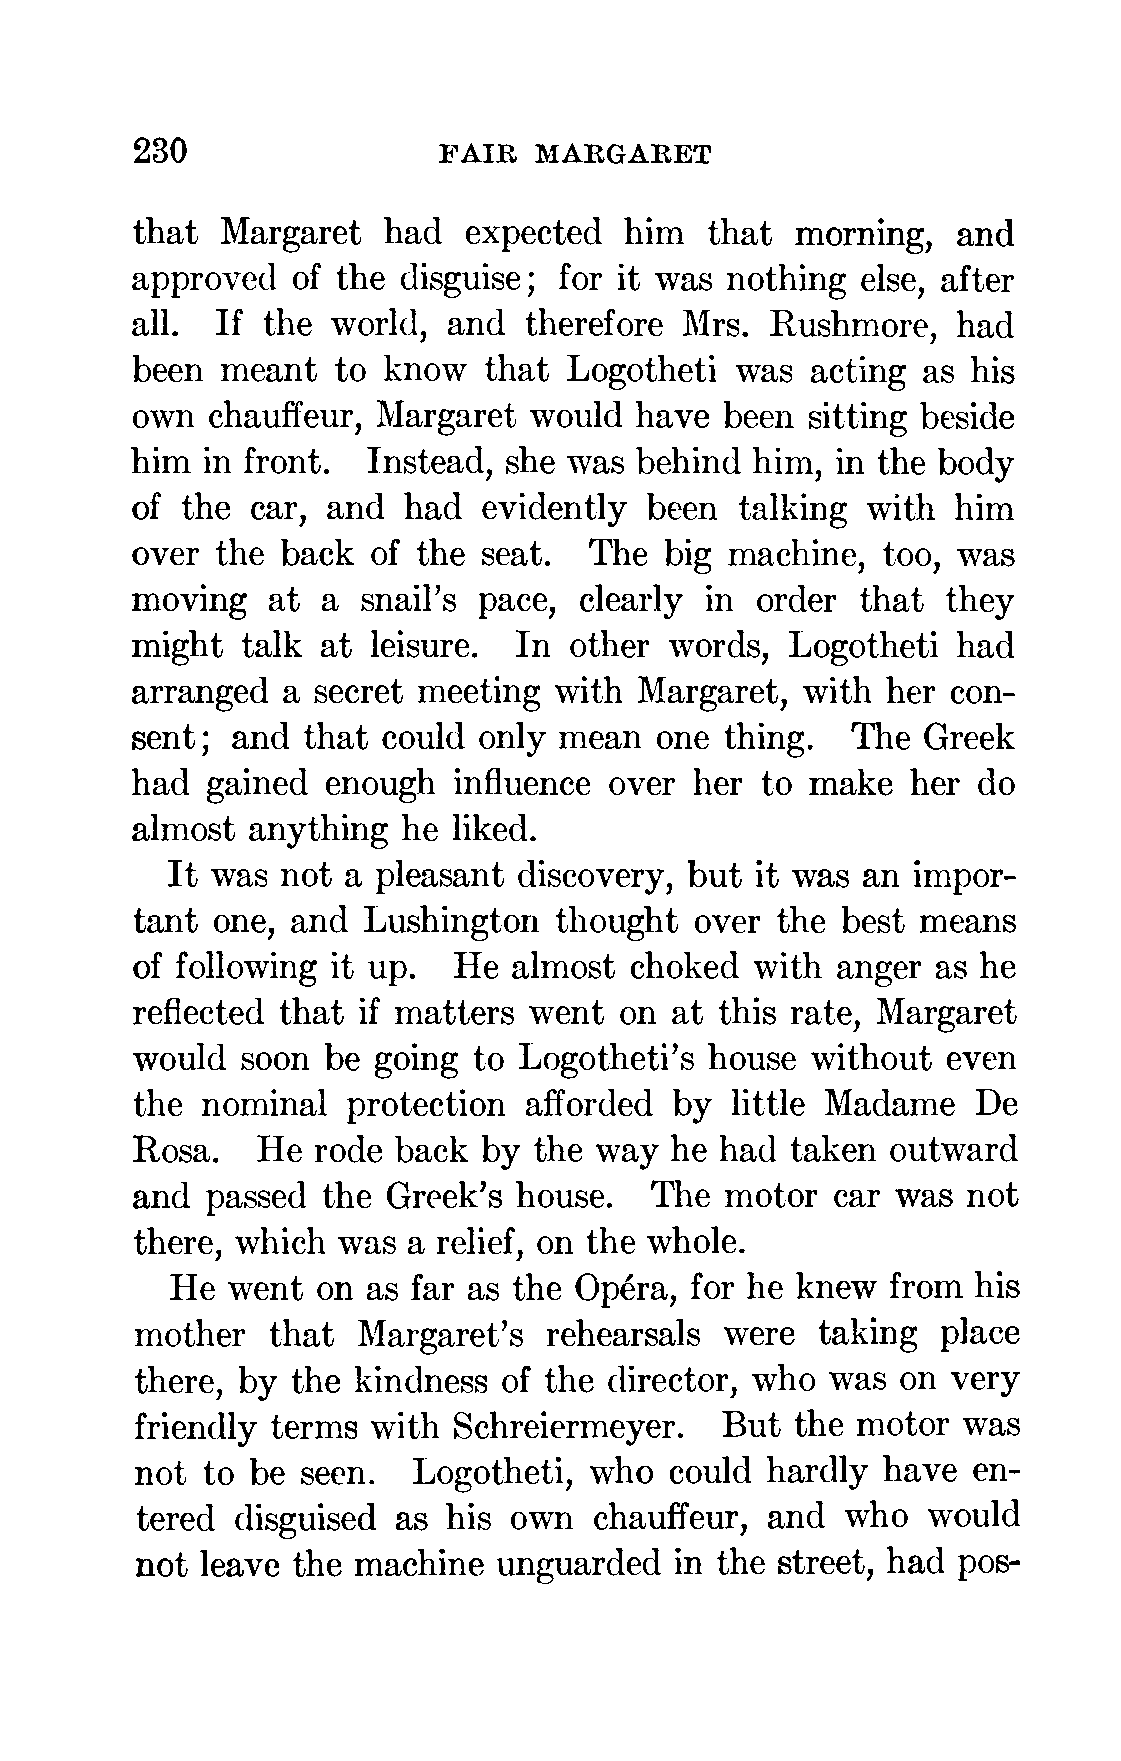 230 FAIR MARGARET
that Margaret had expected him that morning, and
approved of the disguise; for it was nothing else, after
all. If the world, and therefore Mrs. Rushmore, had
been meant to know that Logotheti was acting as his
own chauffeur, Margaret would have been sitting beside
him in front. Instead, she was behind him, in the body
of the car, and had evidently been talking with him
over the back of the seat. The big machine, too, was
moving at a snail's pace, clearly in order that they
might talk at leisure. In other words, Logotheti had
arranged a secret meeting with Margaret, with her con-
sent; and that could only mean one thing. The Greek
had gained enough influence over her to make her do
almost anything he liked.
It was not a pleasant discovery, but it was an impor-
tant one, and Lushington thought over the best means
of following it up. He almost choked with anger as he
reflected that if matters went on at this rate, Margaret
would soon be going to Logotheti's house without even
the nominal protection afforded by little Madame De
Rosa. He rode back by the way he had taken outward
and passed the Greek's house. The motor car was not
there, which was a relief, on the whole.
He went on as far as the Opéra, for he knew from his
mother that Margaret's rehearsals were taking place
there, by the kindness of the director, who was on very
friendly terms with Schreiermeyer. But the motor was
not to be seen. Logotheti, who could hardly have en-
tered disguised as his own chauffeur, and who would
not leave the machine unguarded in the street, had pos-